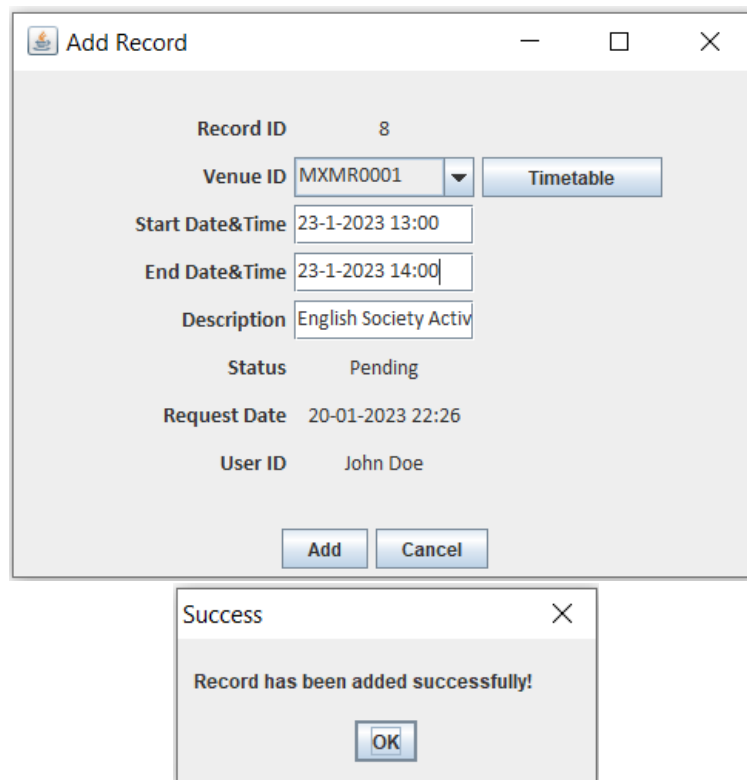 Add Record
Record ID 8
Venue ID MXMR0001 Timetable
Start Date&Time 23-1-2023 13:00
End Date&Time 23-1-2023 14:00
Description English Society Activ
Status Pending
Request Date 20-01-2023 22:26
User ID John Doe
Add Cancel
Success
Record has been added successfully!
OK